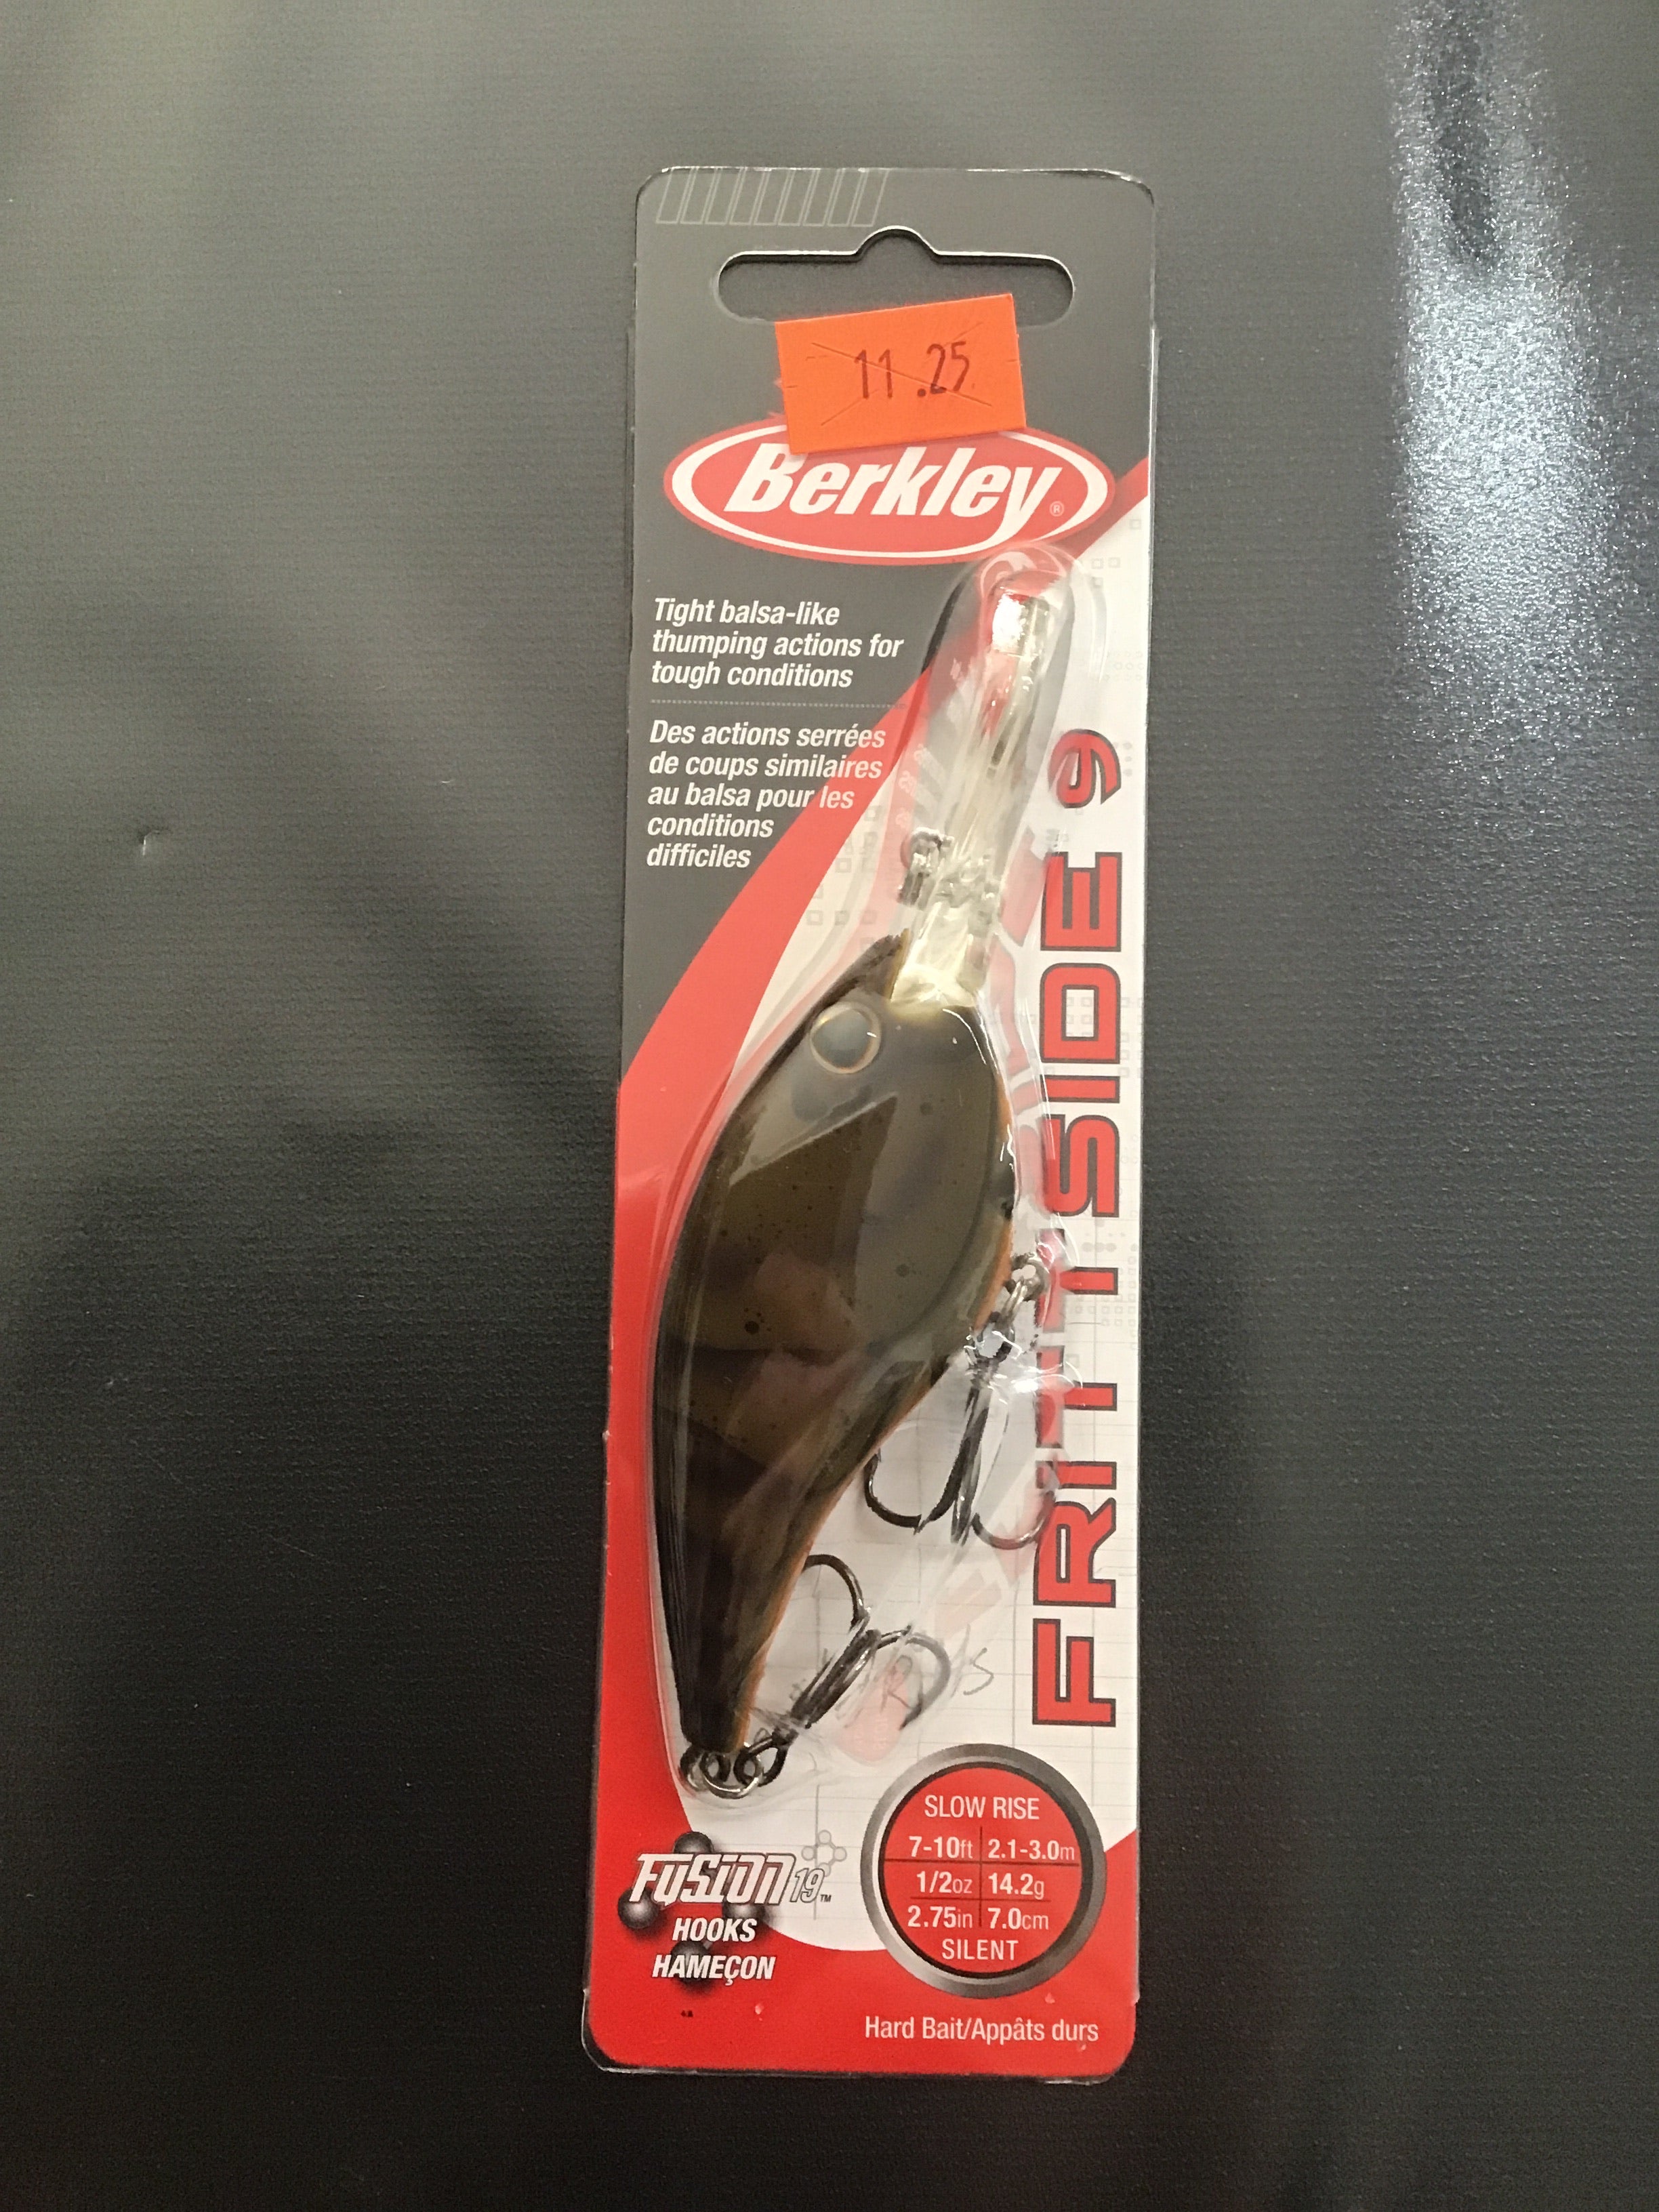 11.25
Berkley®
Tight balsa-like
thumping actions for
tough conditions
Des actions serrées
de coups similaires
au balsa pour les
conditions
difficiles
FRITTSIDE 9
R S
FUSION19™
HOOKS
HAMEÇON
SLOW RISE
7-10ft 2.1-3.0m
1/2oz 14.2g
2.75in 7.0cm
SILENT
Hard Bait/Appâts durs